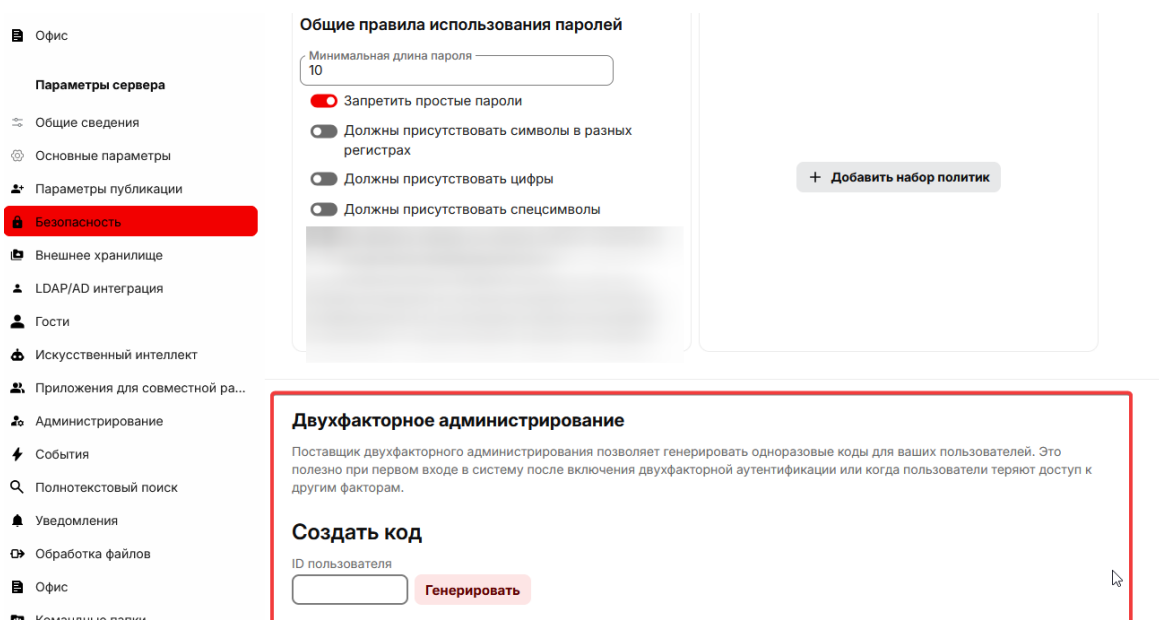 Офис
Параметры сервера
Общие сведения
Основные параметры
Параметры публикации
Безопасность
Внешнее хранилище
LDAP/AD интеграция
Гости
Искусственный интеллект
Приложения для совместной ра...
Администрирование
События
Полнотекстовый поиск
Уведомления
Обработка файлов
Офис
Командные папки
Общие правила использования паролей
Минимальная длина пароля
10
Запретить простые пароли
Должны присутствовать символы в разных
регистрах
Должны присутствовать цифры
Должны присутствовать спецсимволы
+ Добавить набор политик
Двухфакторное администрирование
Поставщик двухфакторного администрирования позволяет генерировать одноразовые коды для ваших пользователей. Это
полезно при первом входе в систему после включения двухфакторной аутентификации или когда пользователи теряют доступ к
другим факторам.
Создать код
ID пользователя
Генерировать